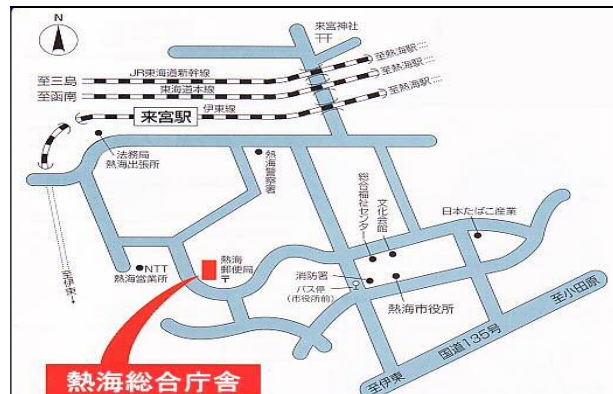 N
来宮神社
至三島
JR東海道新幹線
至熱海駅
至函南
東海道本線
至熱海駅
来宮駅
伊東線
至熱海駅
法務局
熱海出張所
熱海警察署
総合福祉センター
文化会館
日本たばこ産業
NTT
熱海営業所
熱海
郵便局
〒
消防署
バス停
(市役所前)
熱海市役所
至伊東
至小田原
国道135号
至伊東
熱海総合庁舎